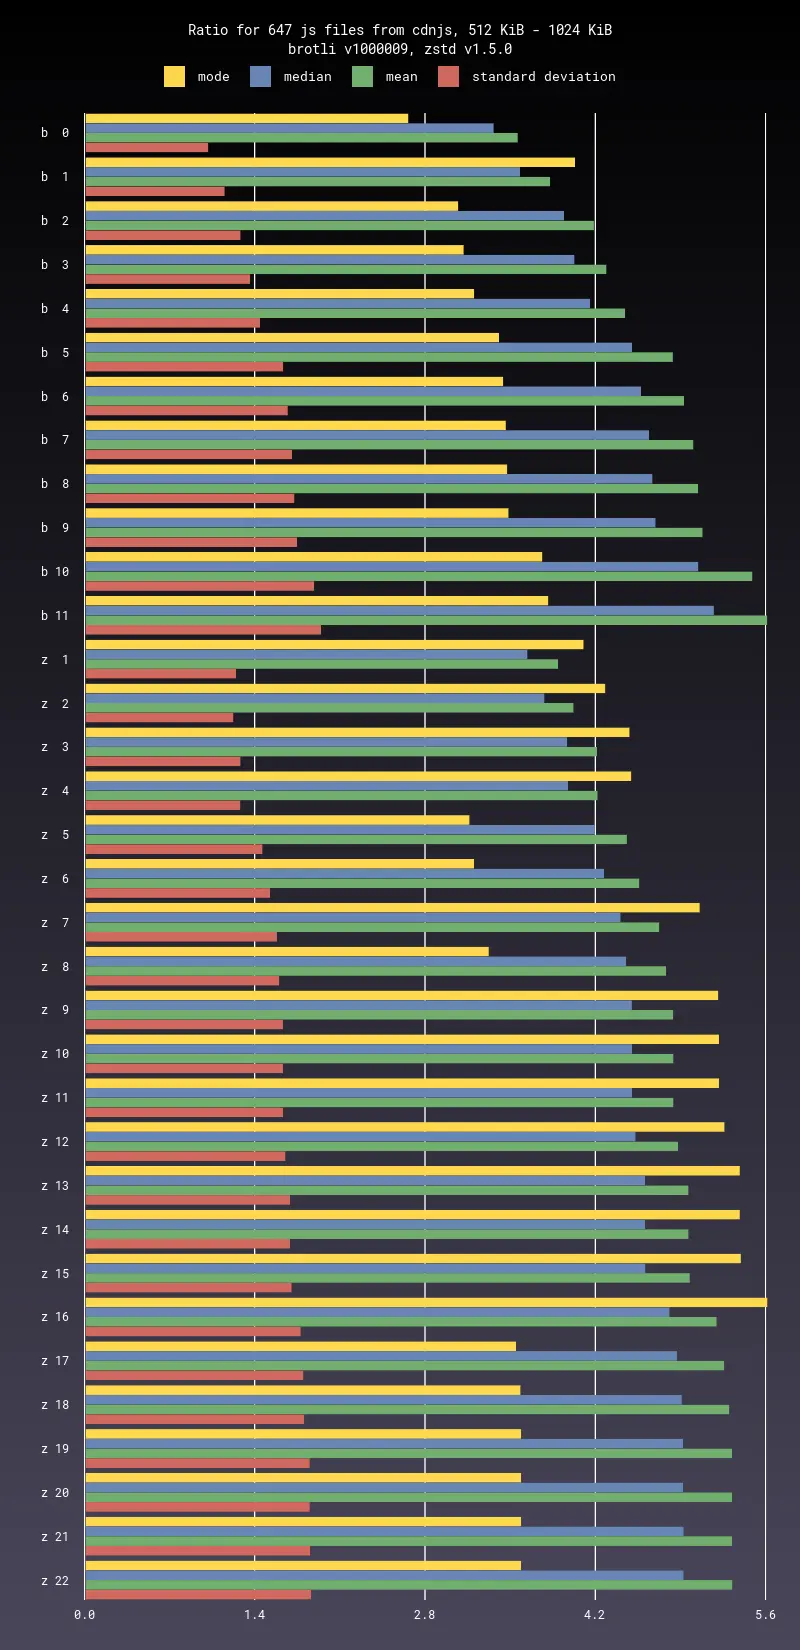 Ratio for 647 js files from cdnjs, 512 KiB - 1024 KiB
brotli v1000009, zstd v1.5.0
mode median mean standard deviation
b 0
b 1
b 2
b 3
b 4
b 5
b 6
b 7
b 8
b 9
b 10
b 11
z 1
z 2
z 3
z 4
z 5
z 6
z 7
z 8
z 9
z 10
z 11
z 12
z 13
z 14
z 15
z 16
z 17
z 18
z 19
z 20
z 21
z 22
0.0 1.4 2.8 4.2 5.6